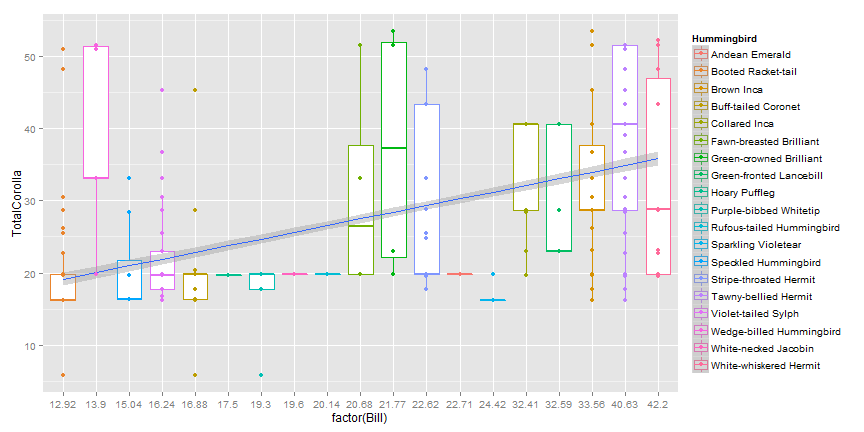 TotalCorolla
50
40
30
20
10
12.92 13.9 15.04 16.24 16.88 17.5 19.3 19.6 20.14 20.68 21.77 22.62 22.71 24.42 32.41 32.59 33.56 40.63 42.2
factor(Bill)
Hummingbird
Andean Emerald
Booted Racket-tail
Brown Inca
Buff-tailed Coronet
Collared Inca
Fawn-breasted Brilliant
Green-crowned Brilliant
Green-fronted Lancebill
Hoary Puffleg
Purple-bibbed Whitetip
Rufous-tailed Hummingbird
Sparkling Violetear
Speckled Hummingbird
Stripe-throated Hermit
Tawny-bellied Hermit
Violet-tailed Sylph
Wedge-billed Hummingbird
White-necked Jacobin
White-whiskered Hermit